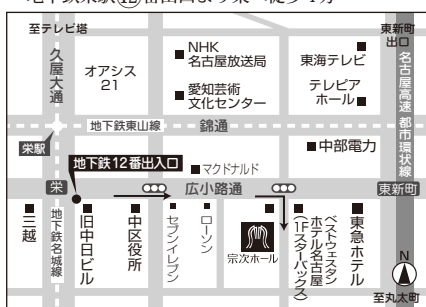 地下鉄栄駅⑫番出口より東へ徒歩4分
至テレビ塔
東新町
出口
久屋大通
オアシス
21
NHK
名古屋放送局
愛知芸術
文化センター
東海テレビ
テレピア
ホール
名古屋高速 都市環状線
地下鉄東山線
錦通
栄駅
地下鉄12番出入口
中部電力
マクドナルド
栄
広小路通
東新町
三越
地下鉄名城線
旧中日ビル
中区役所
セブンイレブン
ローソン
宗次ホール
ベストウェスタン
ホテル名古屋
(1Fスターバックス)
東急ホテル
N
至丸太町